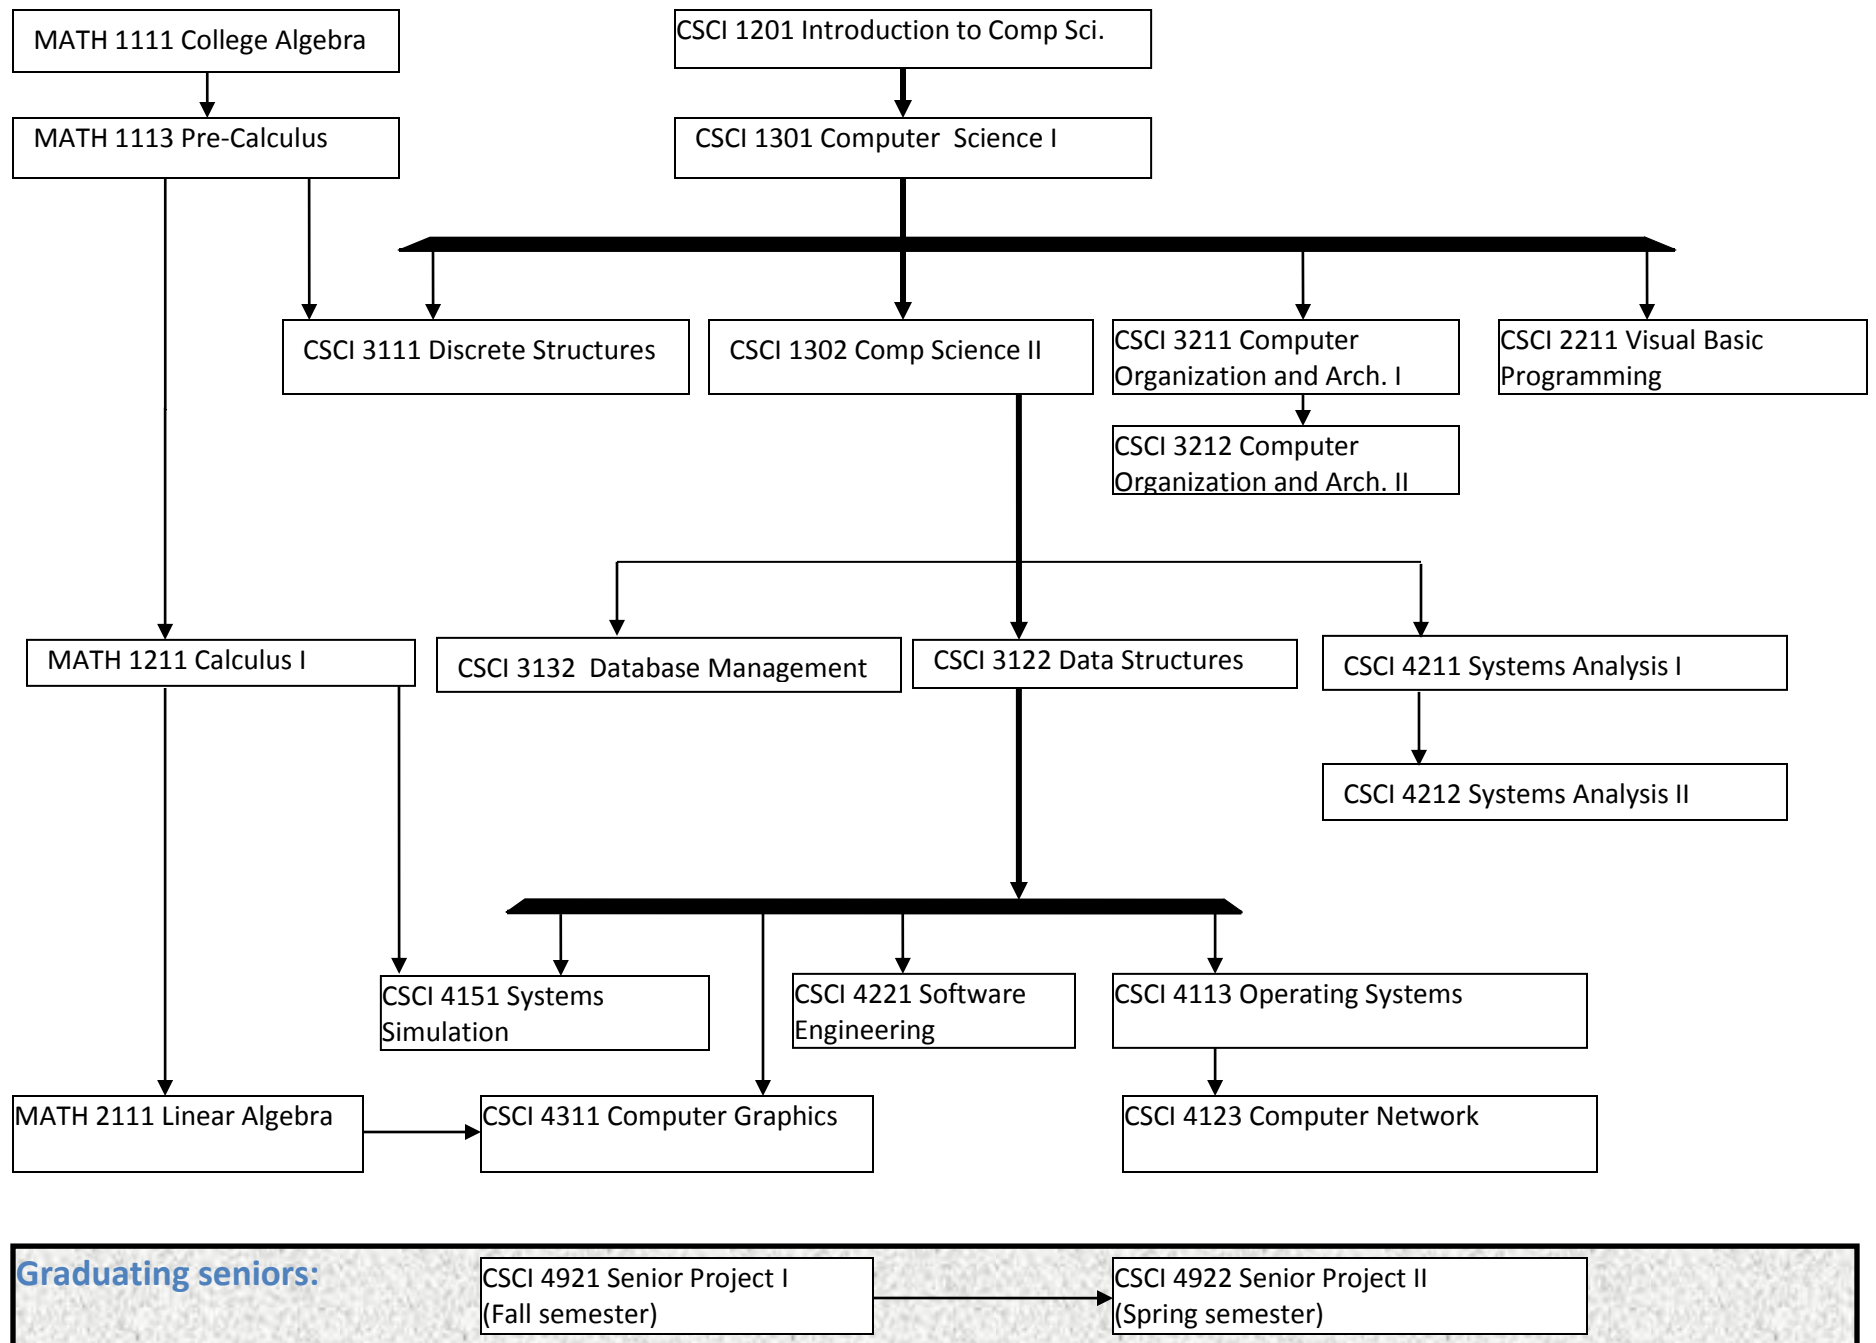 MATH 1111 College Algebra
CSCI 1201 Introduction to Comp Sci.
MATH 1113 Pre-Calculus
CSCI 1301 Computer Science I
CSCI 3111 Discrete Structures
CSCI 1302 Comp Science II
CSCI 3211 Computer
Organization and Arch. I
CSCI 2211 Visual Basic
Programming
CSCI 3212 Computer
Organization and Arch. II
MATH 1211 Calculus I
CSCI 3132 Database Management
CSCI 3122 Data Structures
CSCI 4211 Systems Analysis I
CSCI 4212 Systems Analysis II
CSCI 4151 Systems
Simulation
CSCI 4221 Software
Engineering
CSCI 4113 Operating Systems
MATH 2111 Linear Algebra
CSCI 4311 Computer Graphics
CSCI 4123 Computer Network
Graduating seniors:
CSCI 4921 Senior Project I
(Fall semester)
CSCI 4922 Senior Project II
(Spring semester)